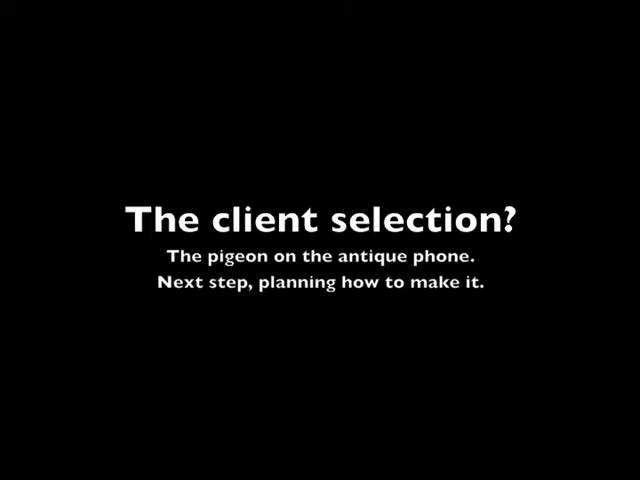 The client selection?
The pigeon on the antique phone.
Next step, planning how to make it.